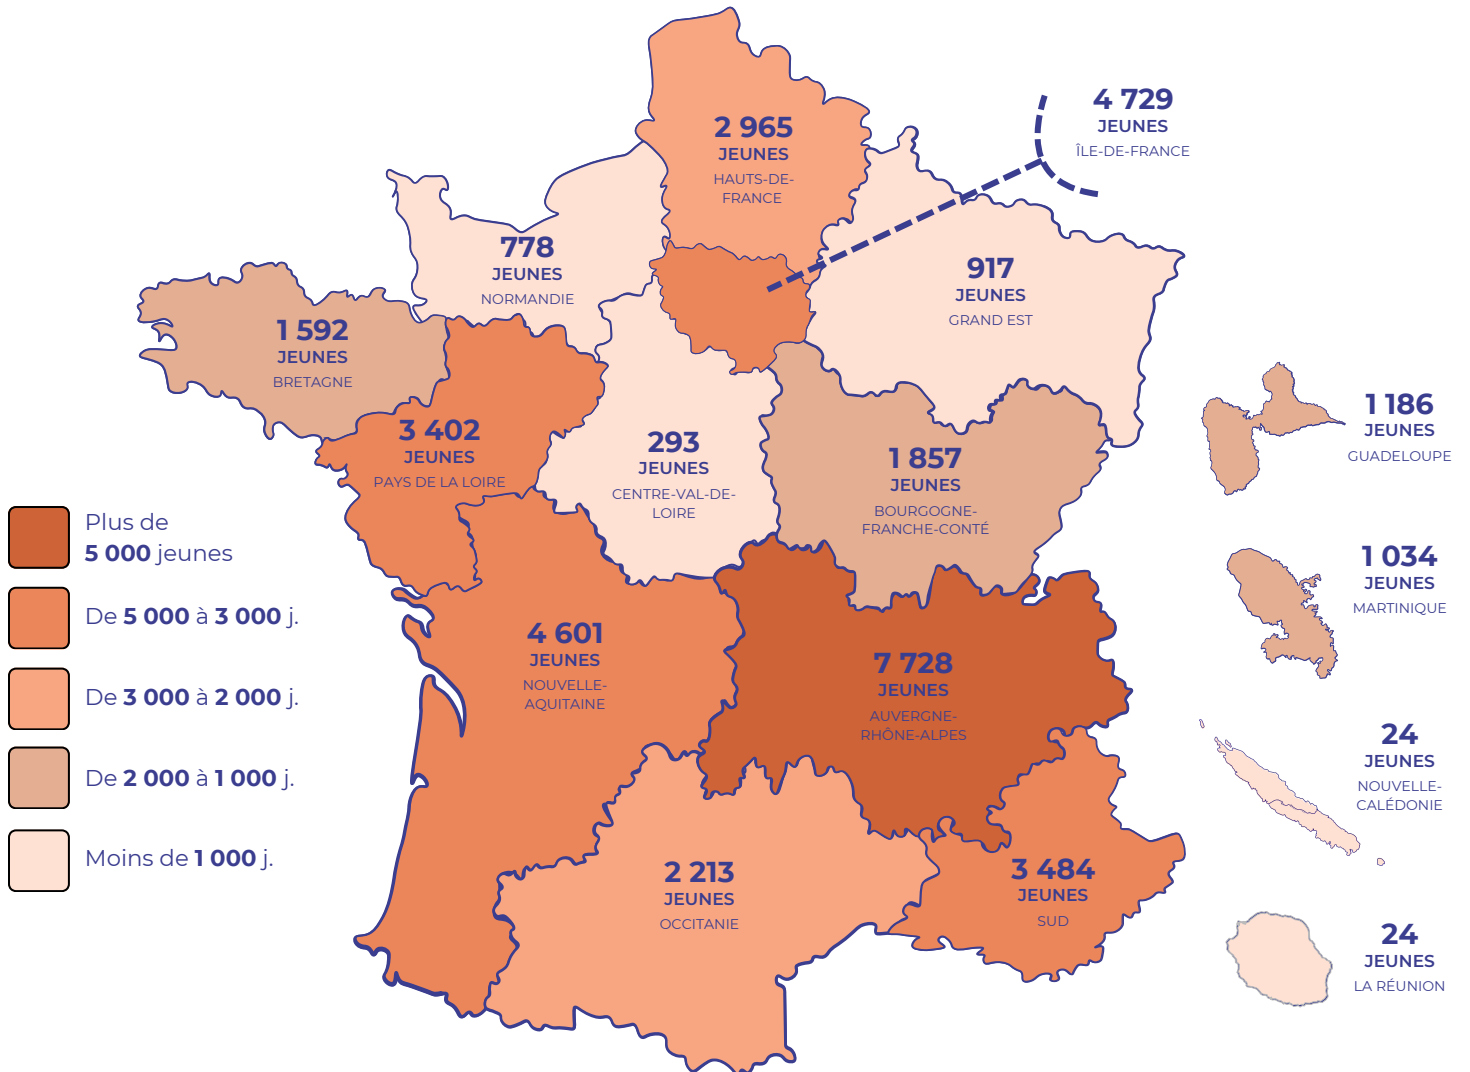 2 965
JEUNES
HAUTS-DE-
FRANCE
4 729
JEUNES
ÎLE-DE-FRANCE
778
JEUNES
NORMANDIE
917
JEUNES
GRAND EST
1 592
JEUNES
BRETAGNE
3 402
JEUNES
PAYS DE LA LOIRE
293
JEUNES
CENTRE-VAL-DE-
LOIRE
1 857
JEUNES
BOURGOGNE-
FRANCHE-CONTÉ
1 186
JEUNES
GUADELOUPE
1 034
JEUNES
MARTINIQUE
4 601
JEUNES
NOUVELLE-
AQUITAINE
7 728
JEUNES
AUVERGNE-
RHÔNE-ALPES
24
JEUNES
NOUVELLE-
CALÉDONIE
2 213
JEUNES
OCCITANIE
3 484
JEUNES
SUD
24
JEUNES
LA RÉUNION
Plus de
5 000 jeunes
De 5 000 à 3 000 j.
De 3 000 à 2 000 j.
De 2 000 à 1 000 j.
Moins de 1 000 j.